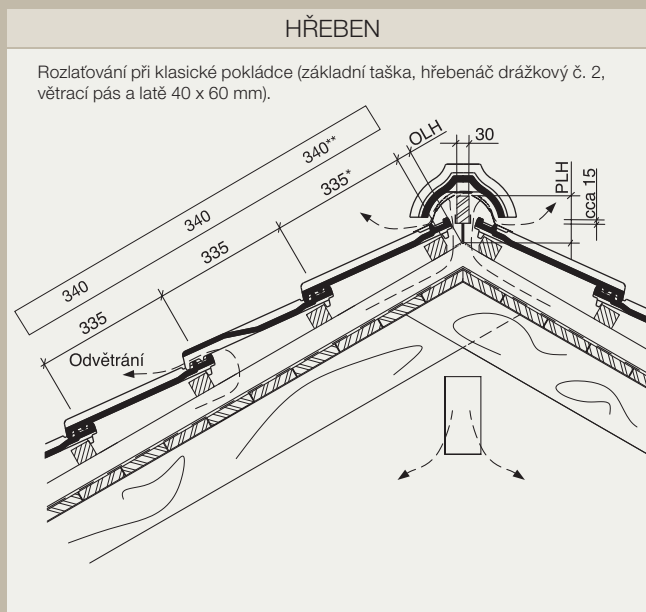 HŘEBEN
Rozlaťování při klasické pokládce (základní taška, hřebenáč drážkový č. 2,
větrací pás a latě 40 x 60 mm).
OLH
30
340**
335*
PLH
cca 15
340
335
340
335
Odvětrání